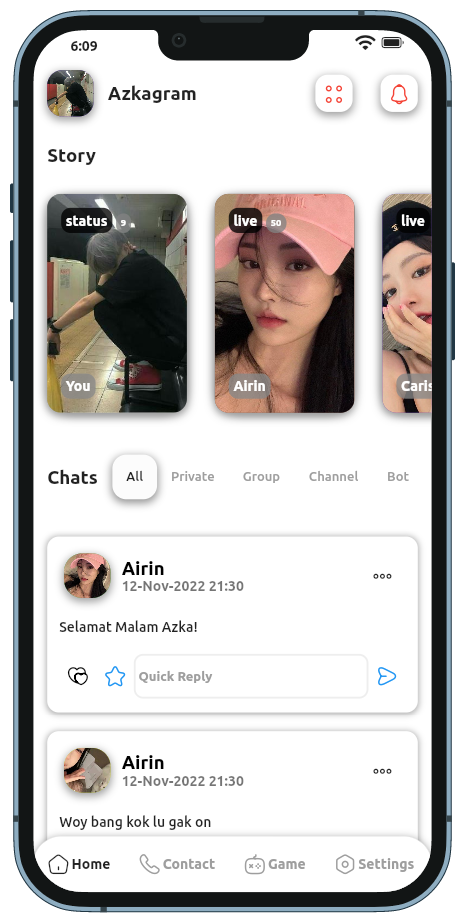 6:09
Azkagram
Story
status 9
live 50
live
You
Airin
Caris
Chats All Private Group Channel Bot
Airin
12-Nov-2022 21:30
Selamat Malam Azka!
Quick Reply
Airin
12-Nov-2022 21:30
Woy bang kok lu gak on
Home Contact Game Settings